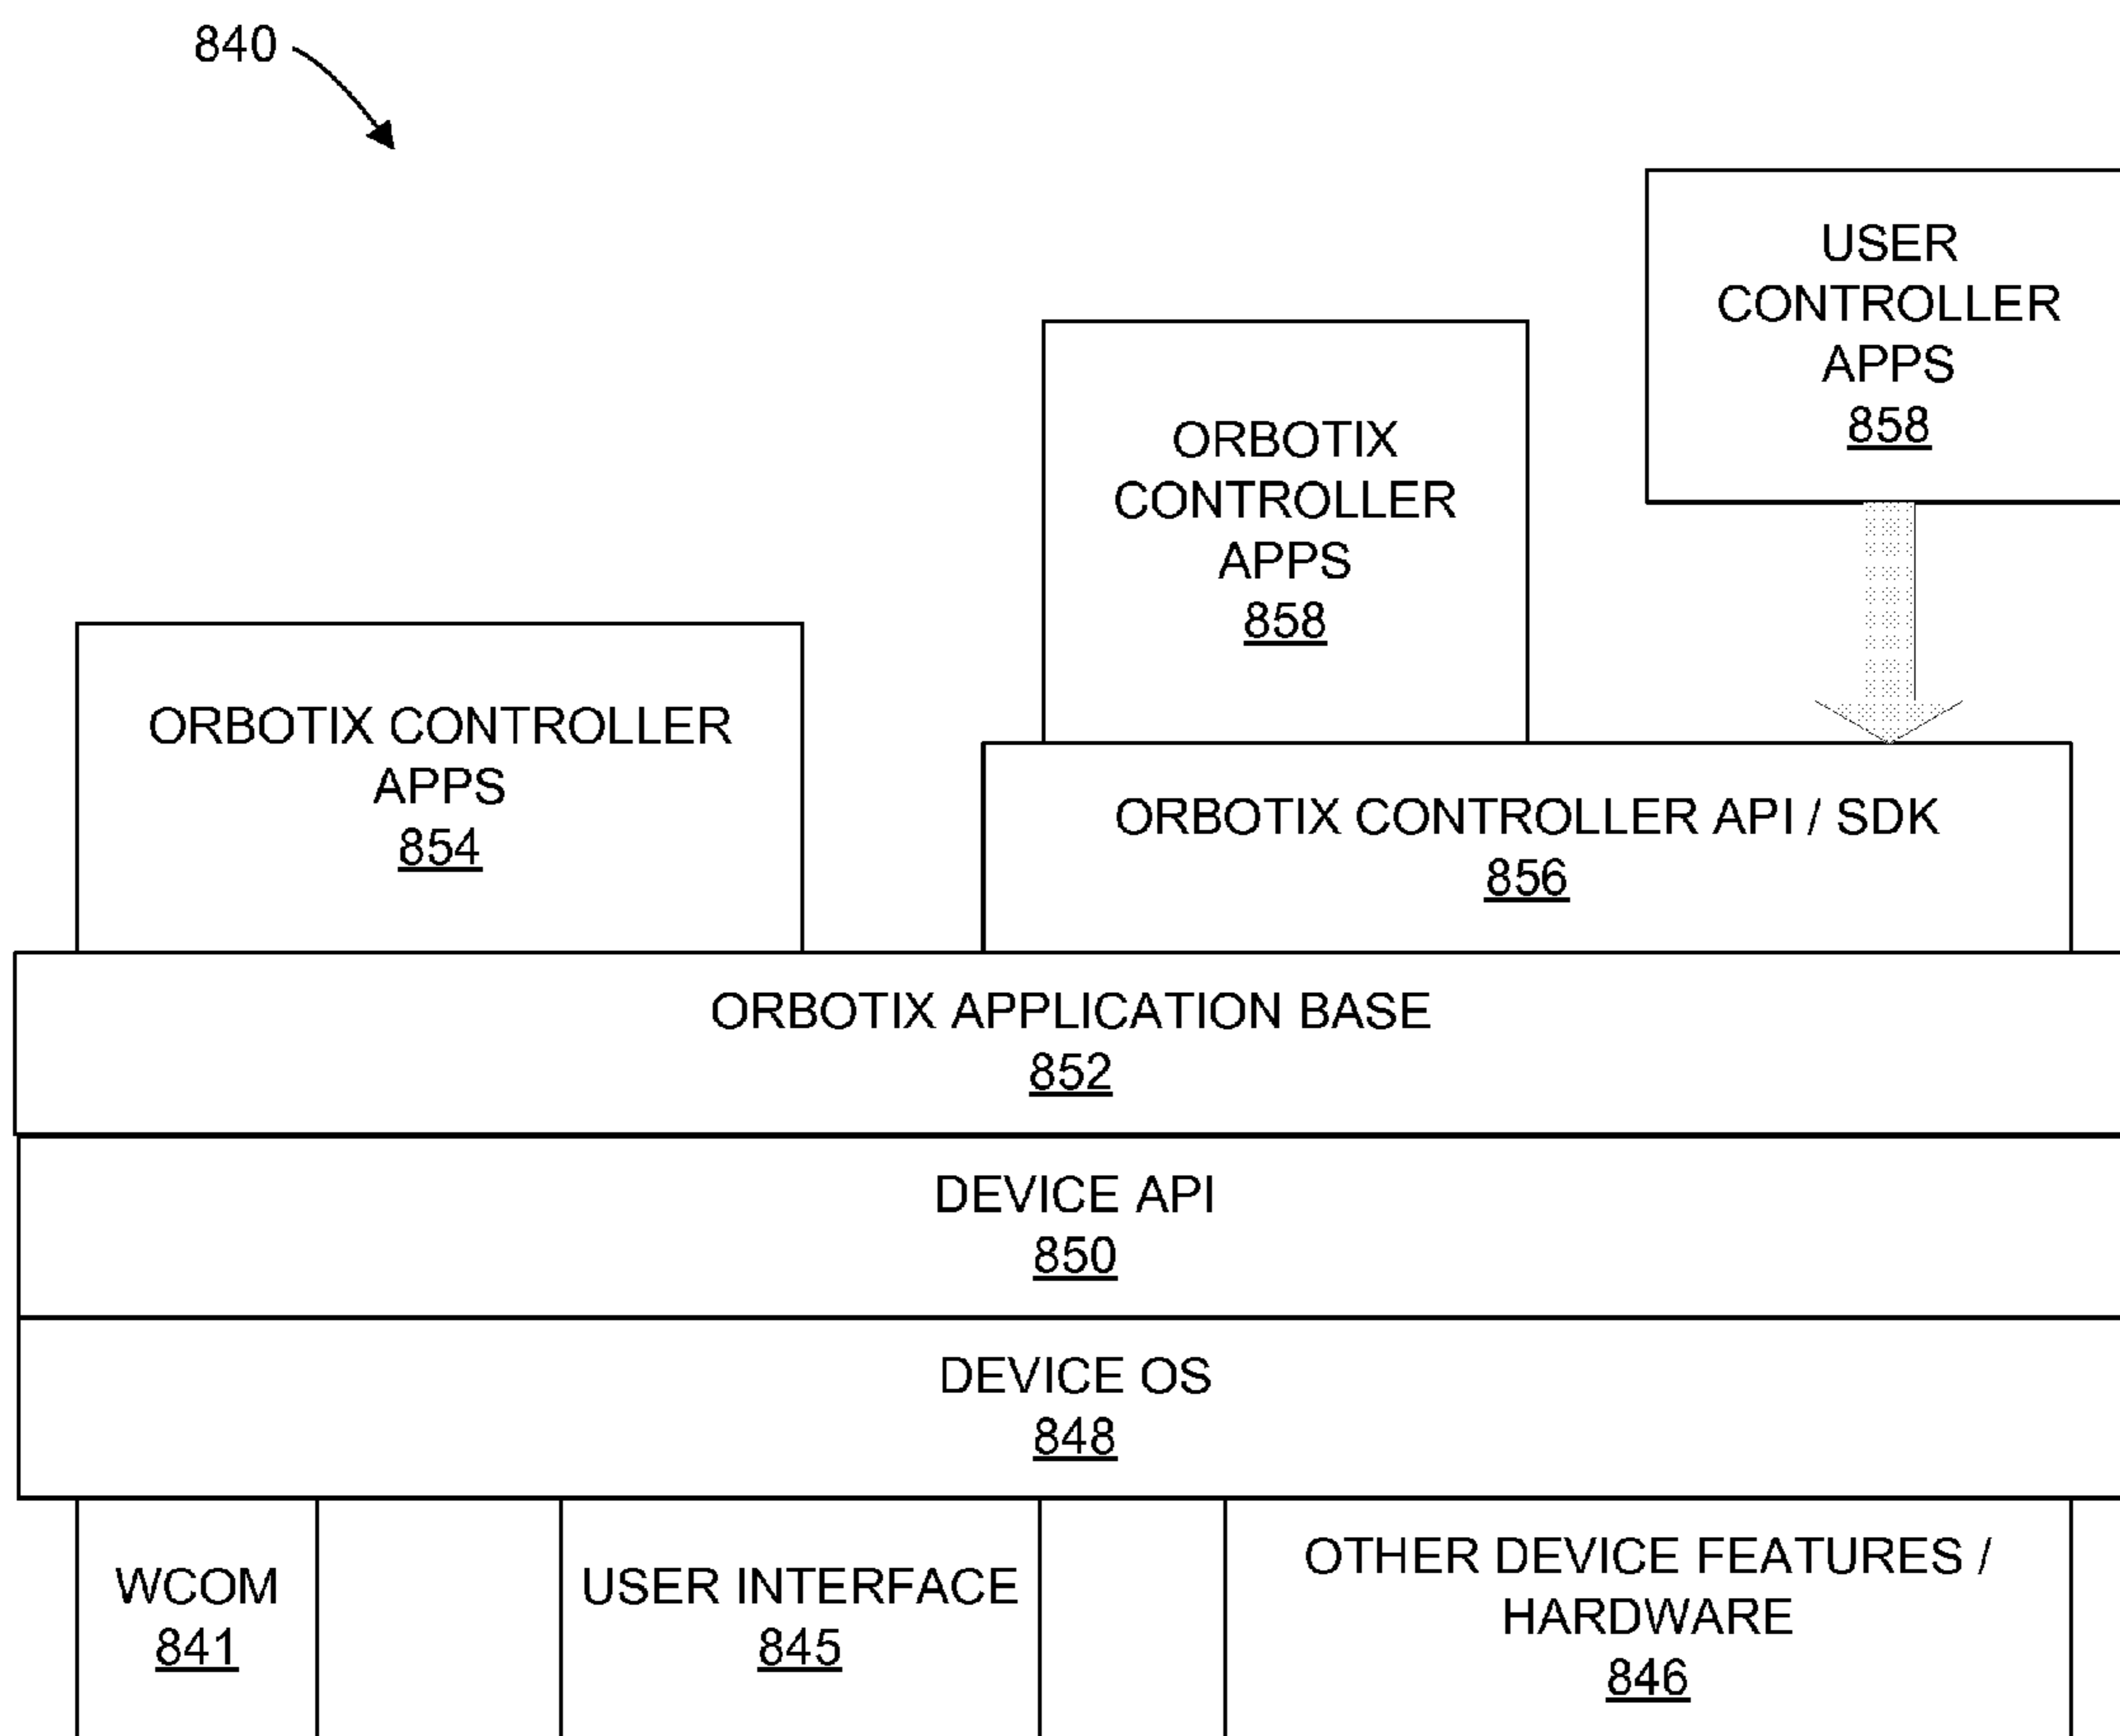 840
USER
CONTROLLER
APPS
858
ORBOTIX
CONTROLLER
APPS
858
ORBOTIX CONTROLLER
APPS
854
ORBOTIX CONTROLLER API / SDK
856
ORBOTIX APPLICATION BASE
852
DEVICE API
850
DEVICE OS
848
WCOM
841
USER INTERFACE
845
OTHER DEVICE FEATURES /
HARDWARE
846